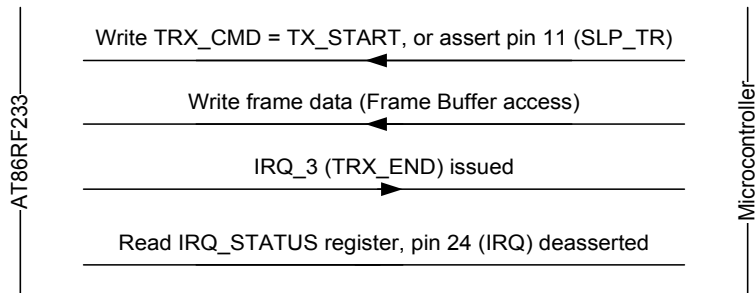 Write TRX_CMD = TX_START, or assert pin 11 (SLP_TR)
Write frame data (Frame Buffer access)
IRQ_3 (TRX_END) issued
Read IRQ_STATUS register, pin 24 (IRQ) deasserted
AT86RF233
Microcontroller